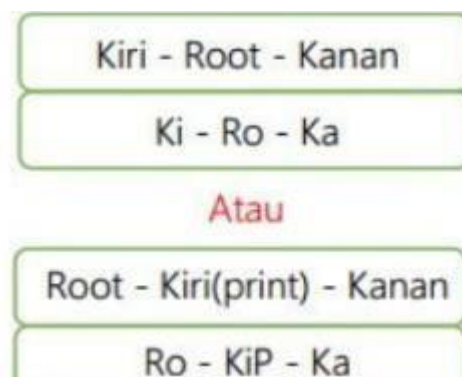 Kiri - Root - Kanan
Ki - Ro - Ka
Atau
Root - Kiri(print) - Kanan
Ro - KiP - Ka